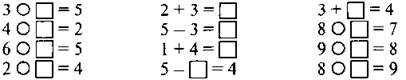 3 ○ □ = 5 2 + 3 = □ 3 + □ = 4
4 ○ □ = 2 5 − 3 = □ 8 ○ □ = 7
6 ○ □ = 5 1 + 4 = □ 9 ○ □ = 8
2 ○ □ = 4 5 − □ = 4 8 ○ □ = 9